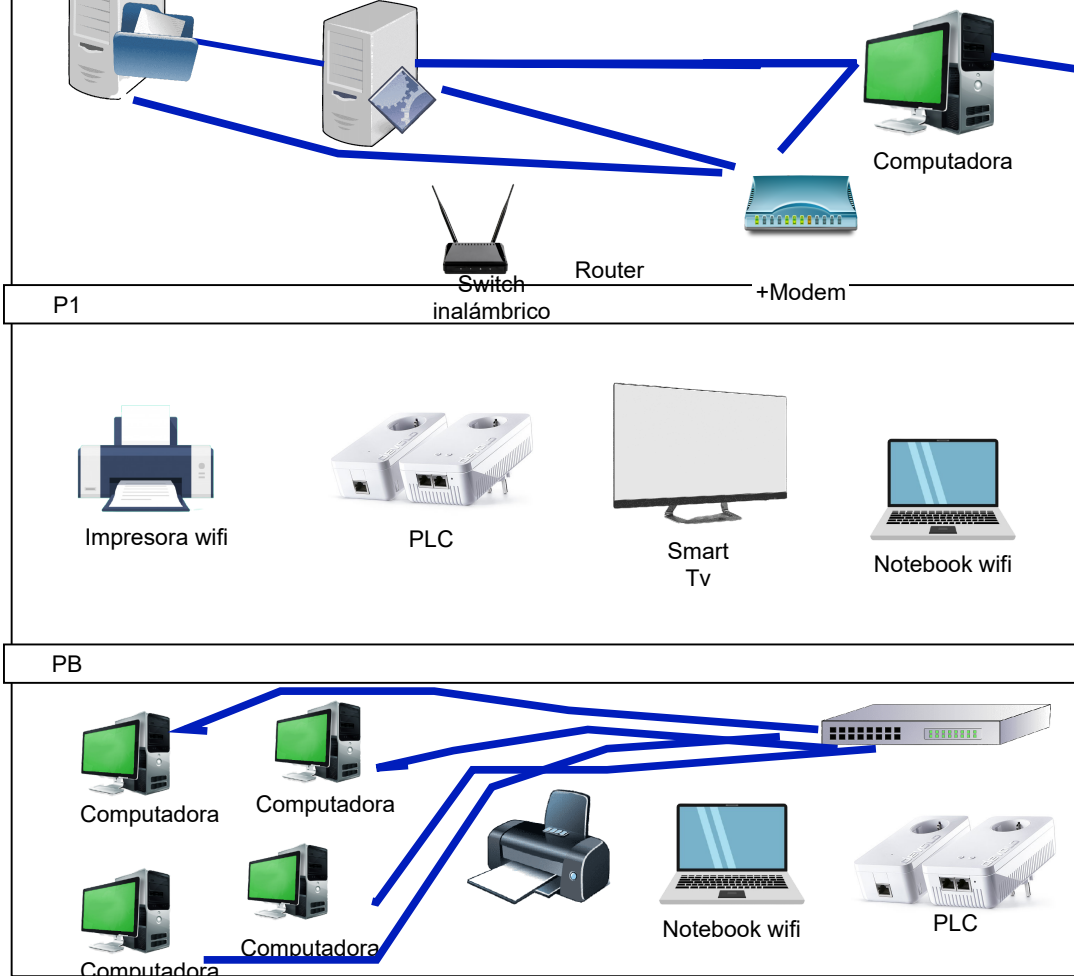 Computadora
Router
Switch
inalámbrico
+Modem
P1
Impresora wifi
PLC
Smart
Tv
Notebook wifi
PB
Computadora
Computadora
Computadora
Computadora
Notebook wifi
PLC